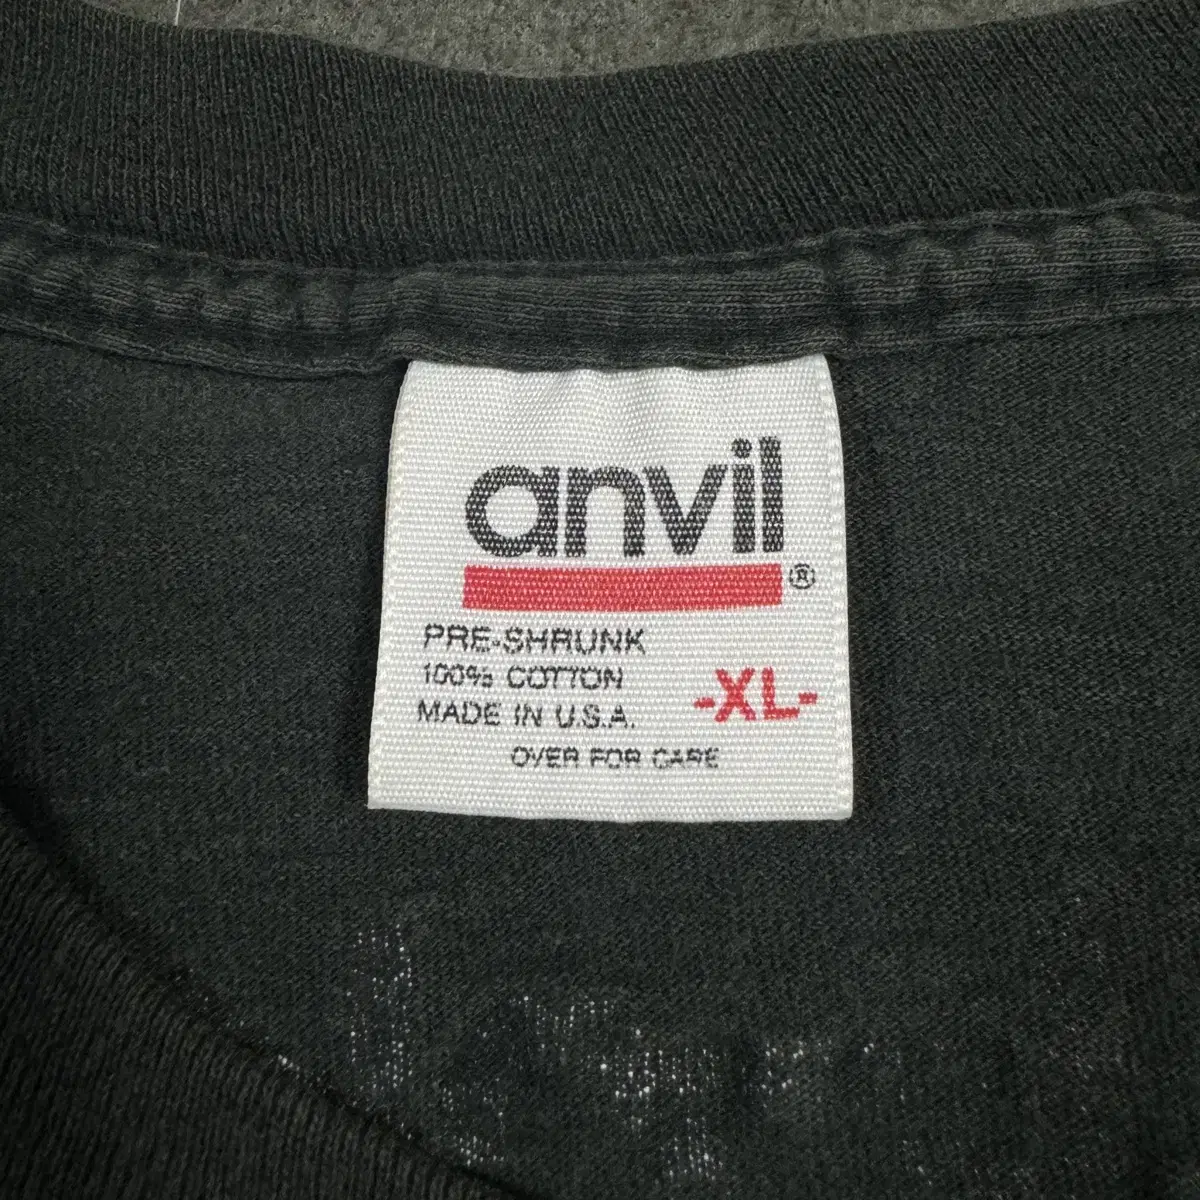 anvil
®
PRE-SHRUNK
100% COTTON
MADE IN U.S.A.
-XL-
OVER FOR CARE